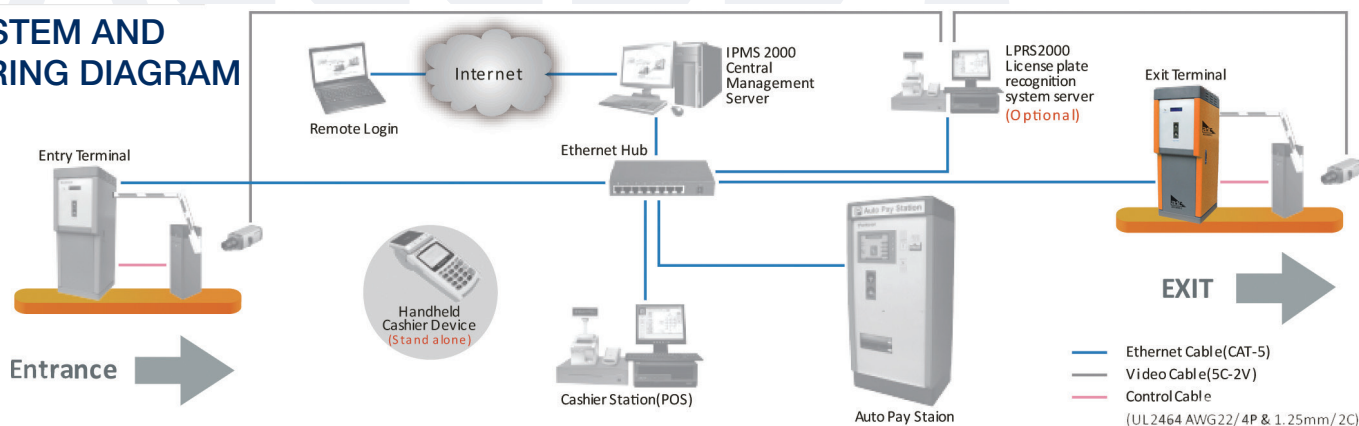 STEM AND
RING DIAGRAM
Internet
Remote Login
IPMS 2000
Central
Management
Server
LPRS2000
License plate
recognition
system server
(Optional)
Exit Terminal
Entry Terminal
Ethernet Hub
Auto Pay Station
Handheld
Cashier Device
(Stand alone)
EXIT
Entrance
Cashier Station(POS)
Auto Pay Staion
Ethernet Cable(CAT-5)
Video Cable(5C-2V)
Control Cable
(UL2464 AWG22/4P & 1.25mm/2C)